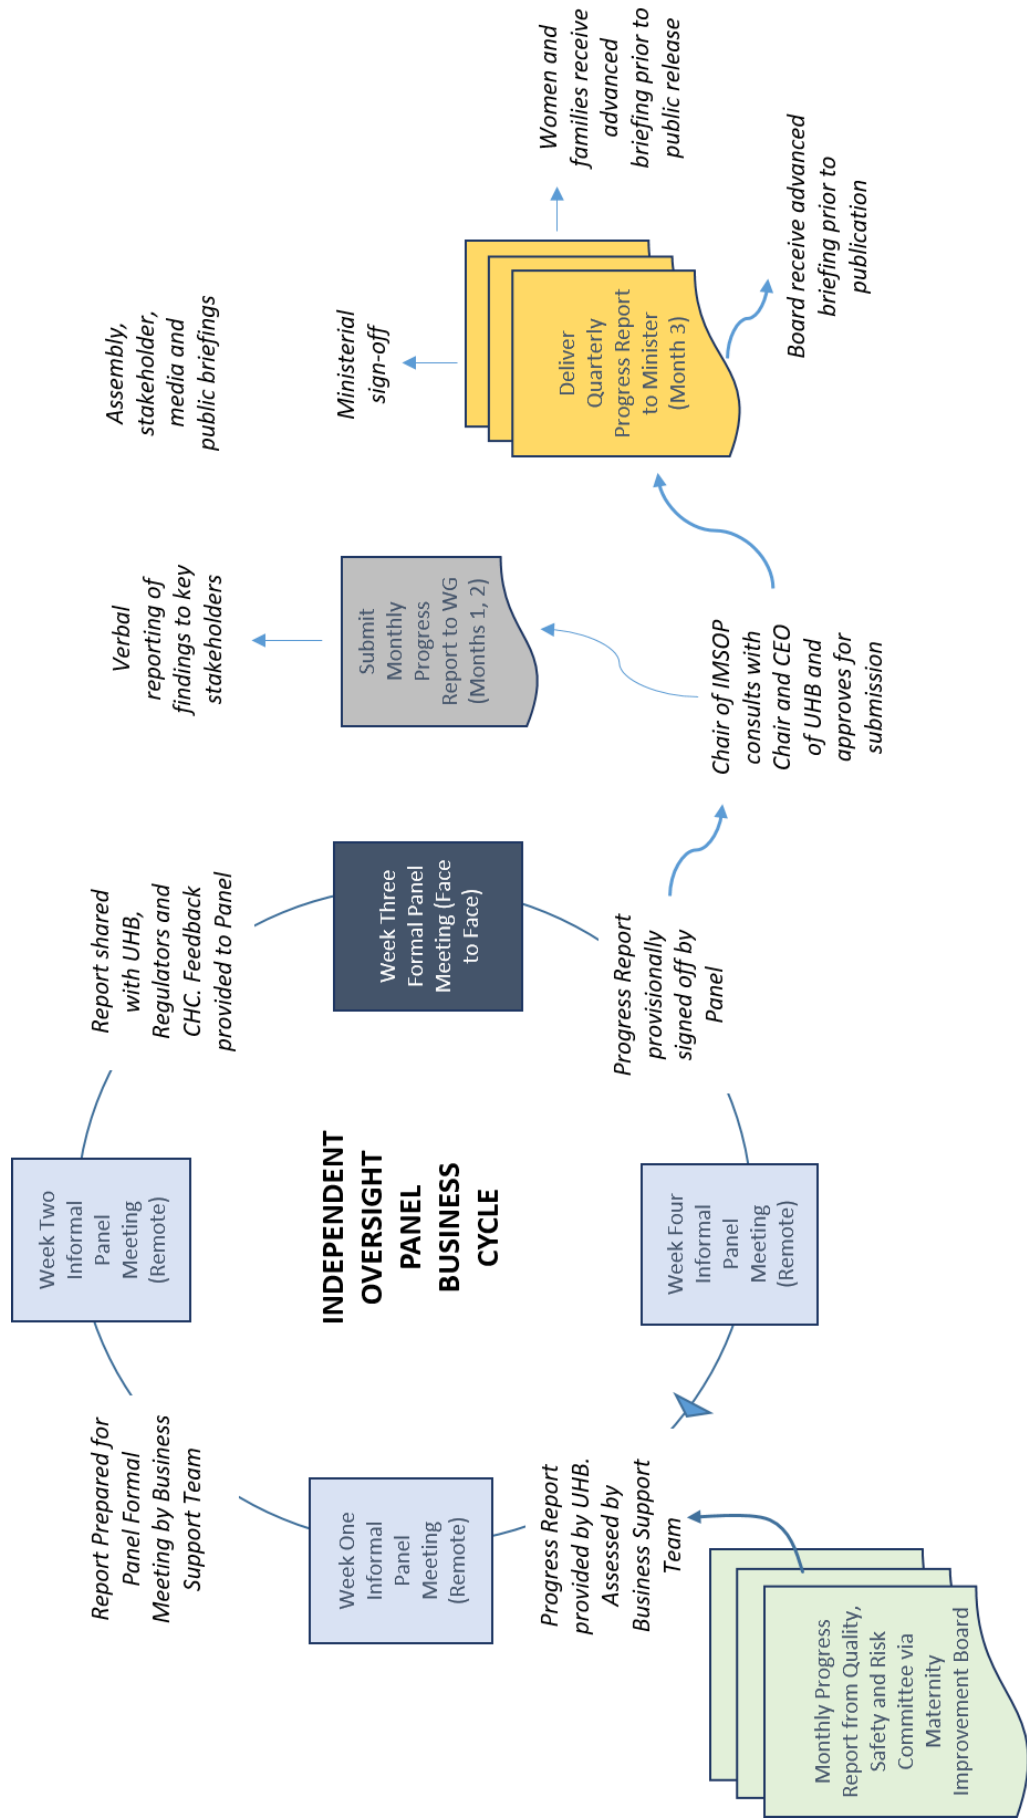 Report Prepared for
Panel Formal
Meeting by Business
Support Team
Week Two
Informal
Panel
Meeting
(Remote)
Report shared
with UHB,
Regulators and
CHC. Feedback
provided to Panel
Verbal
reporting of
findings to key
stakeholders
Assembly,
stakeholder,
media and
public briefings
Week One
Informal
Panel
Meeting
(Remote)
INDEPENDENT
OVERSIGHT
PANEL
BUSINESS
CYCLE
Week Three
Formal Panel
Meeting (Face
to Face)
Submit
Monthly
Progress
Report to WG
(Months 1, 2)
Ministerial
sign-off
Deliver
Quarterly
Progress Report
to Minister
(Month 3)
Women and
families receive
advanced
briefing prior to
public release
Progress Report
provided by UHB.
Assessed by
Business Support
Team
Week Four
Informal
Panel
Meeting
(Remote)
Progress Report
provisionally
signed off by
Panel
Chair of IMSOP
consults with
Chair and CEO
of UHB and
approves for
submission
Board receive advanced
briefing prior to
publication
Monthly Progress
Report from Quality,
Safety and Risk
Committee via
Maternity
Improvement Board